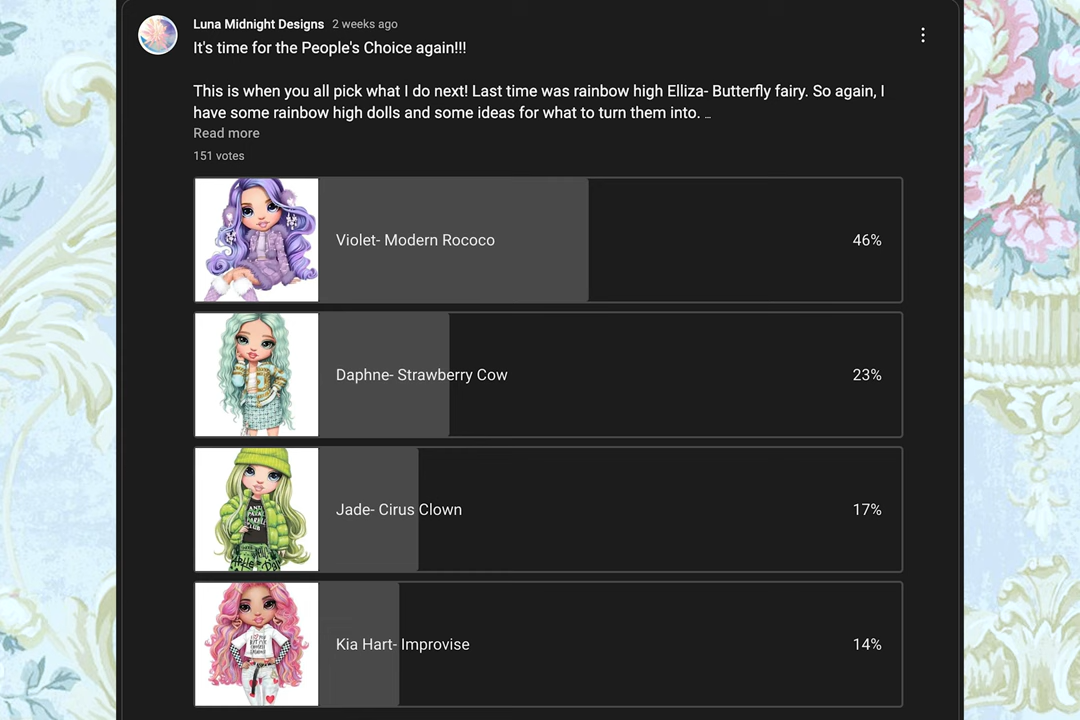 Luna Midnight Designs 2 weeks ago
It's time for the People's Choice again!!!
This is when you all pick what I do next! Last time was rainbow high Elliza- Butterfly fairy. So again, I
have some rainbow high dolls and some ideas for what to turn them into. ...
Read more
151 votes
Violet- Modern Rococo 46%
Daphne- Strawberry Cow 23%
Jade- Cirus Clown 17%
Kia Hart- Improvise 14%